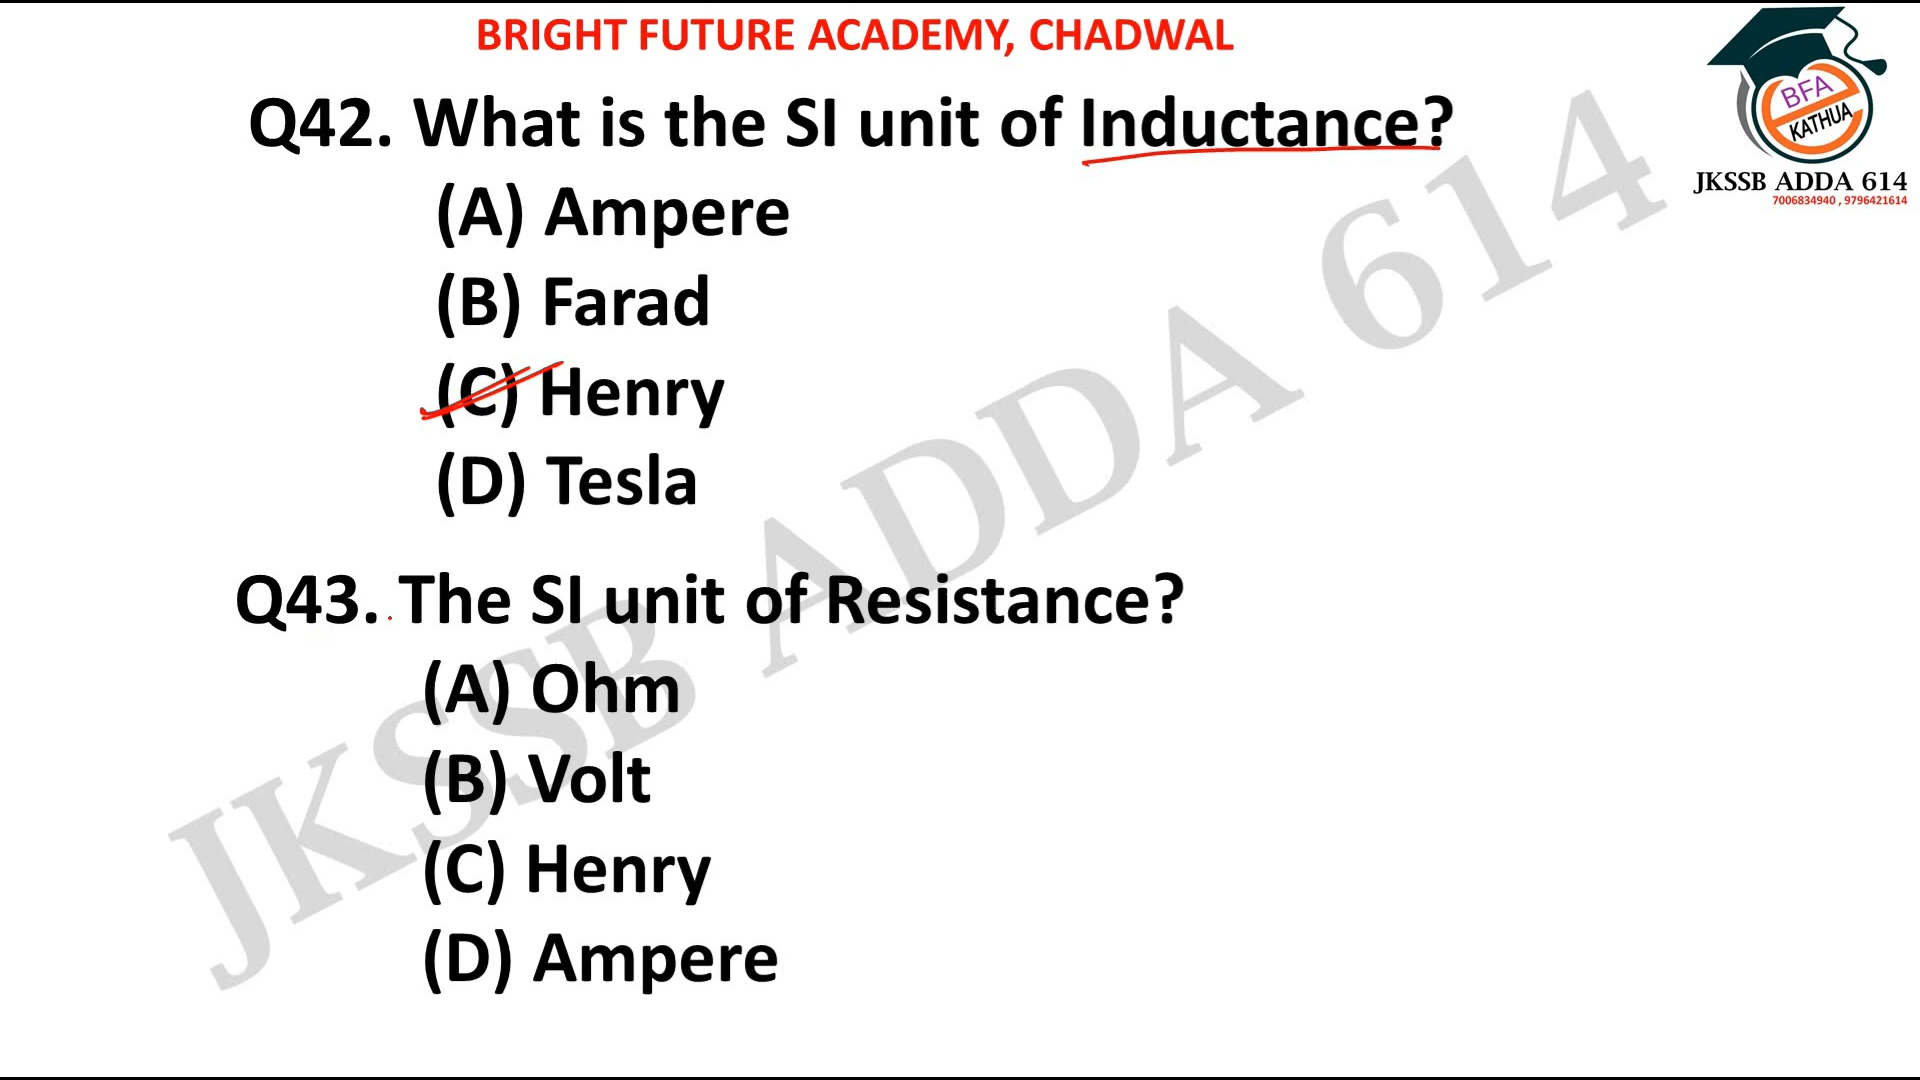 BRIGHT FUTURE ACADEMY, CHADWAL
BFA
KATHUA
JKSSB ADDA 614
7006834940 , 9796421614
Q42. What is the SI unit of Inductance?
(A) Ampere
(B) Farad
(C) Henry
(D) Tesla
Q43. The SI unit of Resistance?
(A) Ohm
(B) Volt
(C) Henry
(D) Ampere
JKSSB ADDA 614